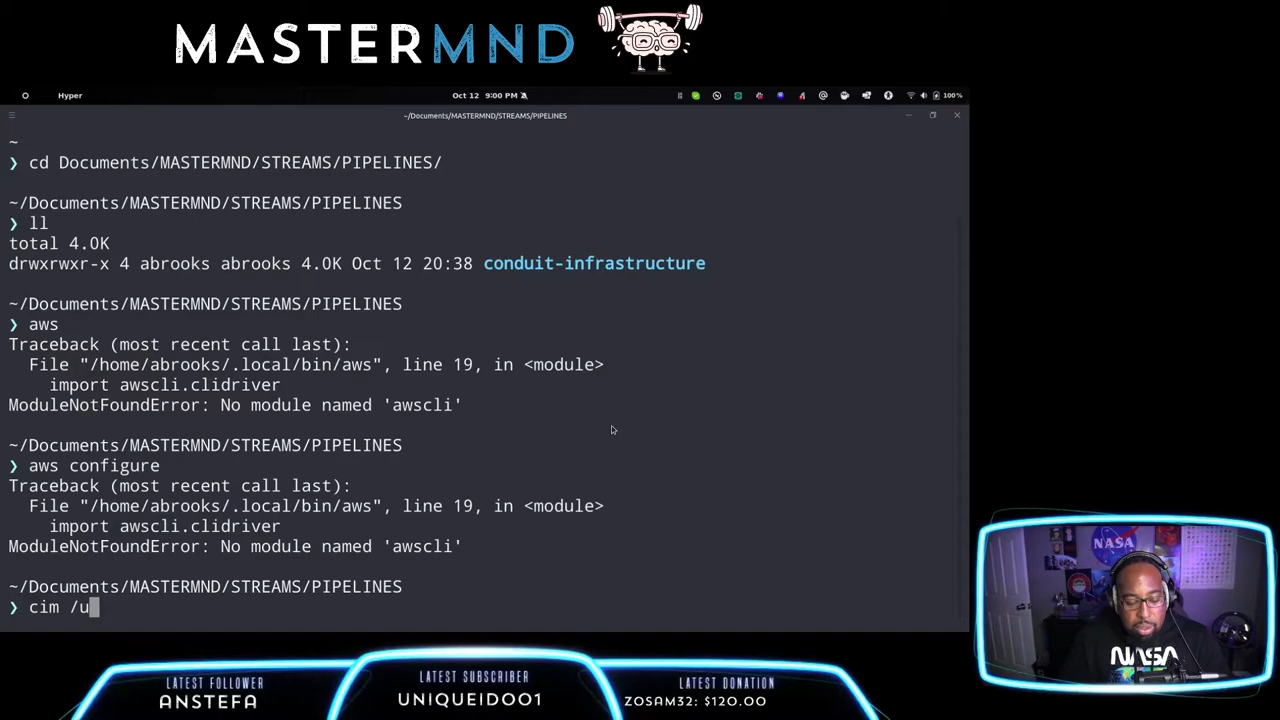 MASTERMND
Hyper
Oct 12 9:00 PM
100%
~/Documents/MASTERMND/STREAMS/PIPELINES
~
❯ cd Documents/MASTERMND/STREAMS/PIPELINES/
~/Documents/MASTERMND/STREAMS/PIPELINES
❯ ll
total 4.0K
drwxrwxr-x 4 abrooks abrooks 4.0K Oct 12 20:38 conduit-infrastructure
~/Documents/MASTERMND/STREAMS/PIPELINES
❯ aws
Traceback (most recent call last):
File "/home/abrooks/.local/bin/aws", line 19, in <module>
import awscli.clidriver
ModuleNotFoundError: No module named 'awscli'
~/Documents/MASTERMND/STREAMS/PIPELINES
❯ aws configure
Traceback (most recent call last):
File "/home/abrooks/.local/bin/aws", line 19, in <module>
import awscli.clidriver
ModuleNotFoundError: No module named 'awscli'
~/Documents/MASTERMND/STREAMS/PIPELINES
❯ cim /u
NASA
NASA
LATEST FOLLOWER
ANSTEFA
LATEST SUBSCRIBER
UNIQUEID001
LATEST DONATION
ZOSAM32: $120.00